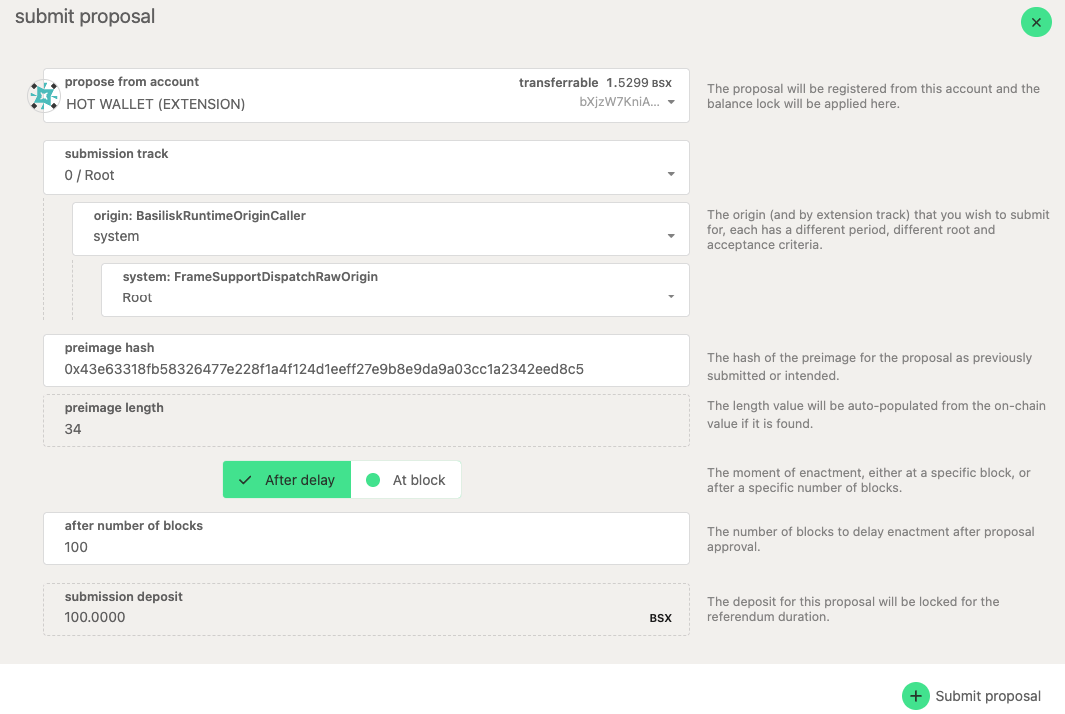 submit proposal
propose from account
transferrable 1.5299 BSX
HOT WALLET (EXTENSION)
bXjzW7KniA...
The proposal will be registered from this account and the
balance lock will be applied here.
submission track
0 / Root
origin: BasiliskRuntimeOriginCaller
system
The origin (and by extension track) that you wish to submit
for, each has a different period, different root and
acceptance criteria.
system: FrameSupportDispatchRawOrigin
Root
preimage hash
0x43e63318fb58326477e228f1a4f124d1eeff27e9b8e9da9a03cc1a2342eed8c5
The hash of the preimage for the proposal as previously
submitted or intended.
preimage length
34
The length value will be auto-populated from the on-chain
value if it is found.
After delay
At block
The moment of enactment, either at a specific block, or
after a specific number of blocks.
after number of blocks
100
The number of blocks to delay enactment after proposal
approval.
submission deposit
100.0000
BSX
The deposit for this proposal will be locked for the
referendum duration.
Submit proposal